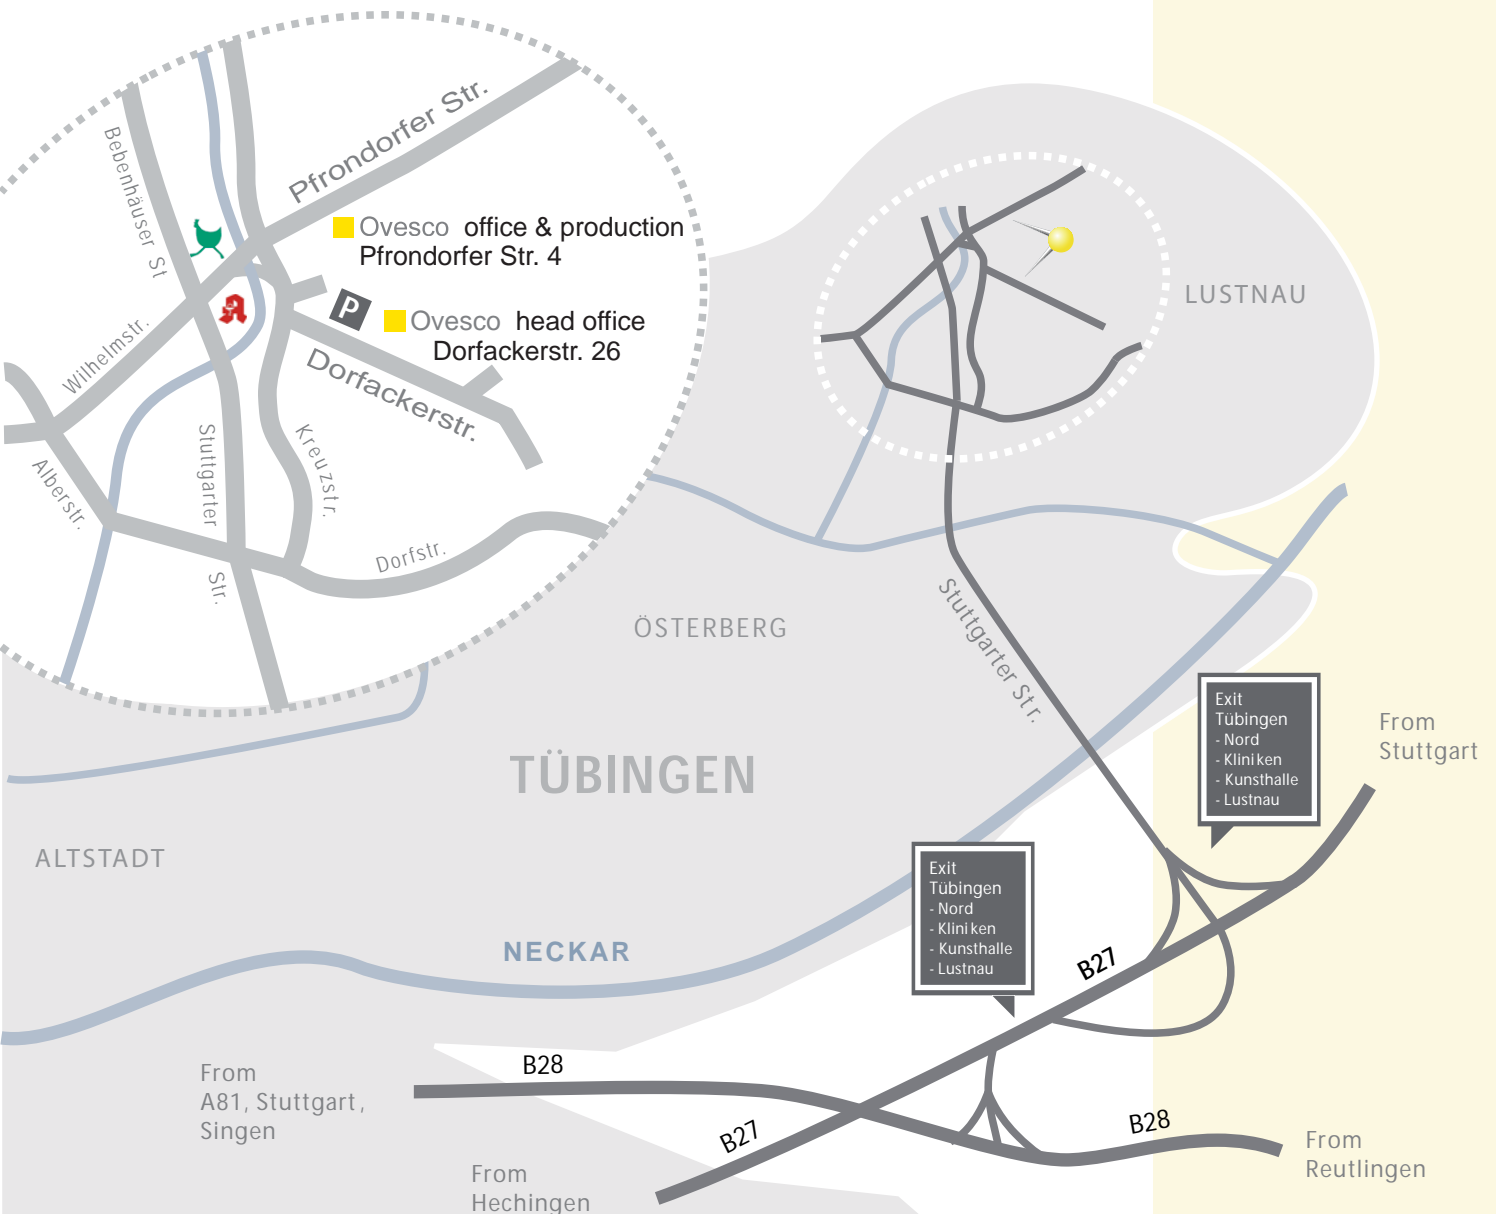 Bebenhäuser St
Pfrondorfer Str.
Ovesco office & production
Pfrondorfer Str. 4
P
Ovesco head office
Dorfackerstr. 26
Wilhelmstr.
Dorfackerstr.
Alberstr.
Stuttgarter
Str.
Kreuzstr.
Dorfstr.
LUSTNAU
ÖSTERBERG
Stuttgarter Str.
TÜBINGEN
ALTSTADT
NECKAR
Exit
Tübingen
- Nord
- Kliniken
- Kunsthalle
- Lustnau
From
Stuttgart
Exit
Tübingen
- Nord
- Kliniken
- Kunsthalle
- Lustnau
B27
B28
From
A81, Stuttgart,
Singen
B27
B28
From
Reutlingen
From
Hechingen